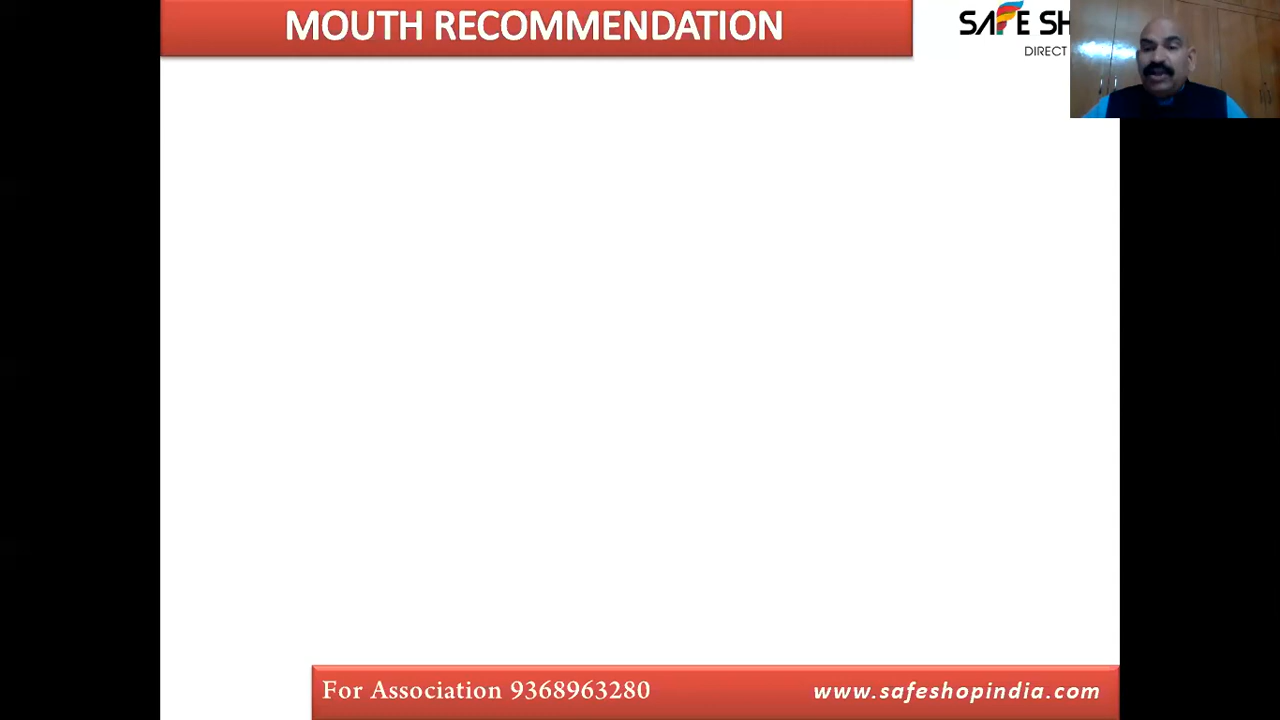 MOUTH RECOMMENDATION
SAFE SH
DIRECT
For Association 9368963280
www.safeshopindia.com